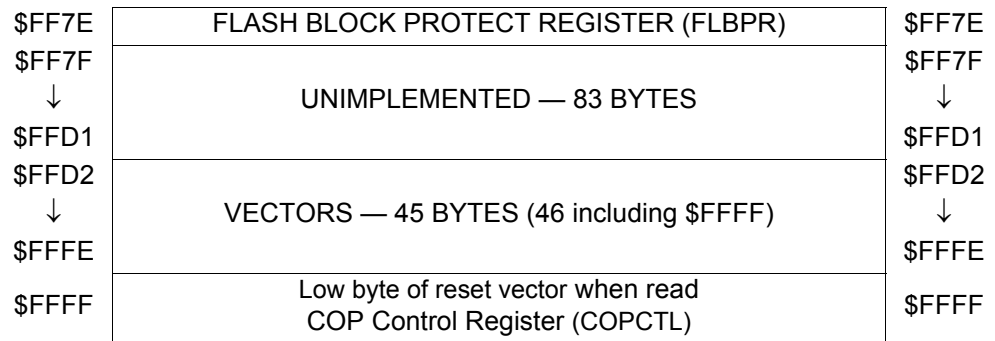 $FF7E FLASH BLOCK PROTECT REGISTER (FLBPR) $FF7E
$FF7F $FF7F
↓ UNIMPLEMENTED — 83 BYTES ↓
$FFD1 $FFD1
$FFD2 $FFD2
↓ VECTORS — 45 BYTES (46 including $FFFF) ↓
$FFFE $FFFE
$FFFF Low byte of reset vector when read $FFFF
COP Control Register (COPCTL)